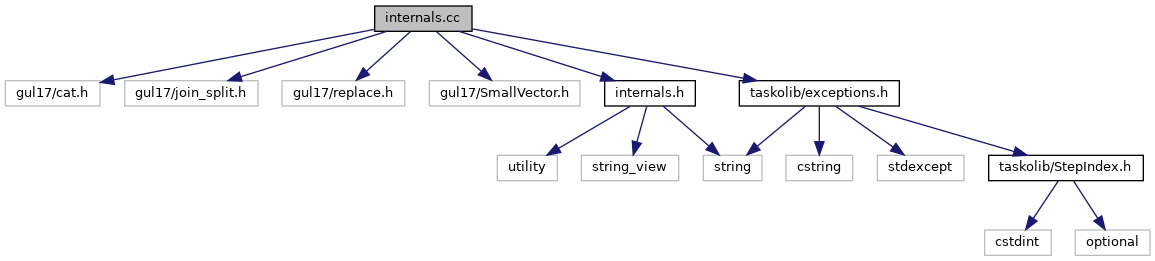 internals.cc
gul17/cat.h
gul17/join_split.h
gul17/replace.h
gul17/SmallVector.h
internals.h
taskolib/exceptions.h
utility
string_view
string
cstring
stdexcept
taskolib/StepIndex.h
cstdint
optional